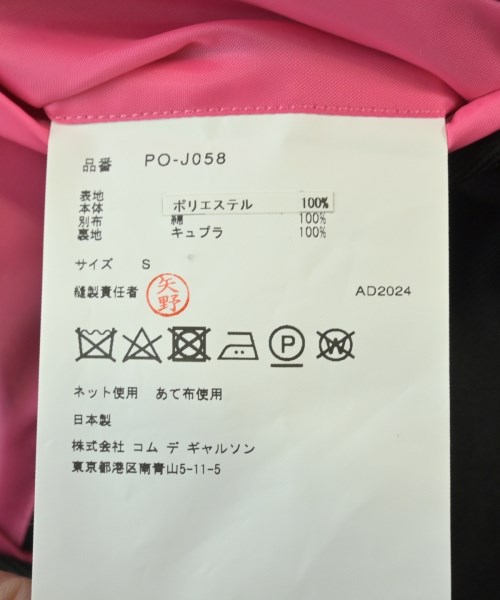 品番 PO-J058
表地
本体 ポリエステル 100%
別布 綿 100%
裏地 キュプラ 100%
サイズ S
縫製責任者 矢野 AD2024
P W
ネット使用 あて布使用
日本製
株式会社 コム デ ギャルソン
東京都港区南青山5-11-5